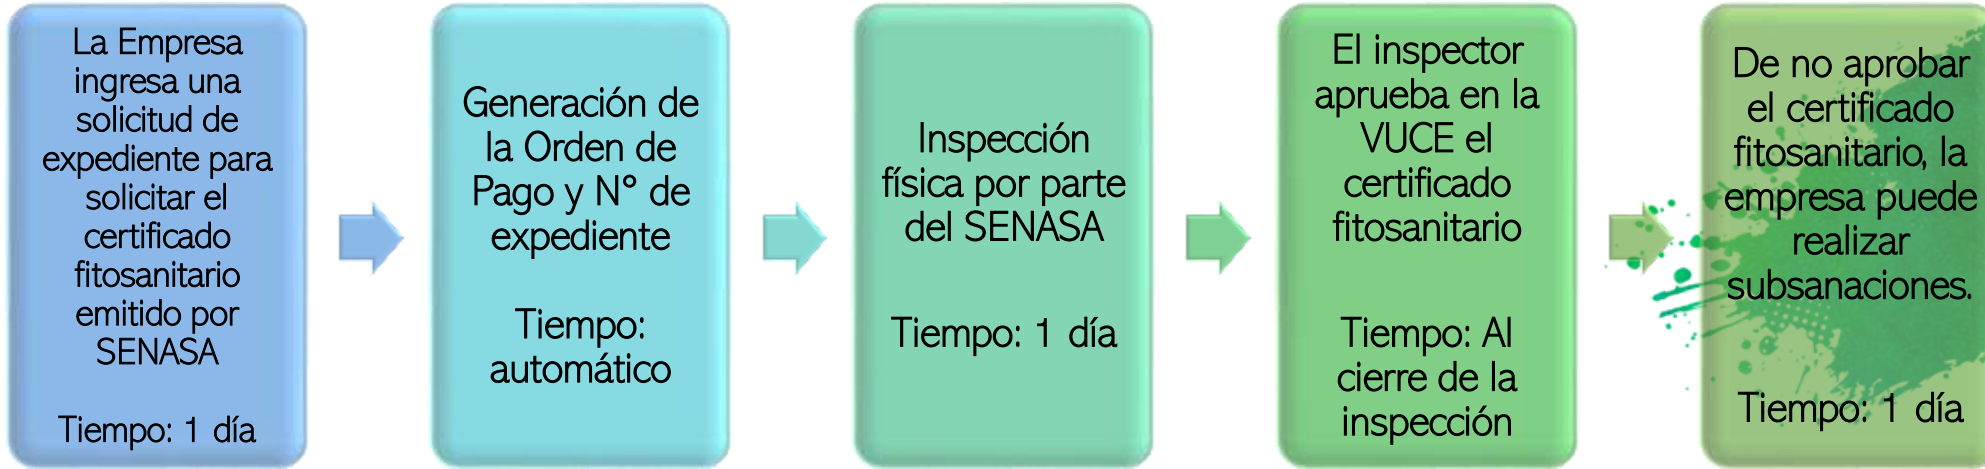 La Empresa
ingresa una
solicitud de
expediente para
solicitar el
certificado
fitosanitario
emitido por
SENASA
Tiempo: 1 día
Generación de
la Orden de
Pago y N° de
expediente
Tiempo:
automático
Inspección
física por parte
del SENASA
Tiempo: 1 día
El inspector
aprueba en la
VUCE el
certificado
fitosanitario
Tiempo: Al
cierre de la
inspección
De no aprobar
el certificado
fitosanitario, la
empresa puede
realizar
subsanaciones.
Tiempo: 1 día